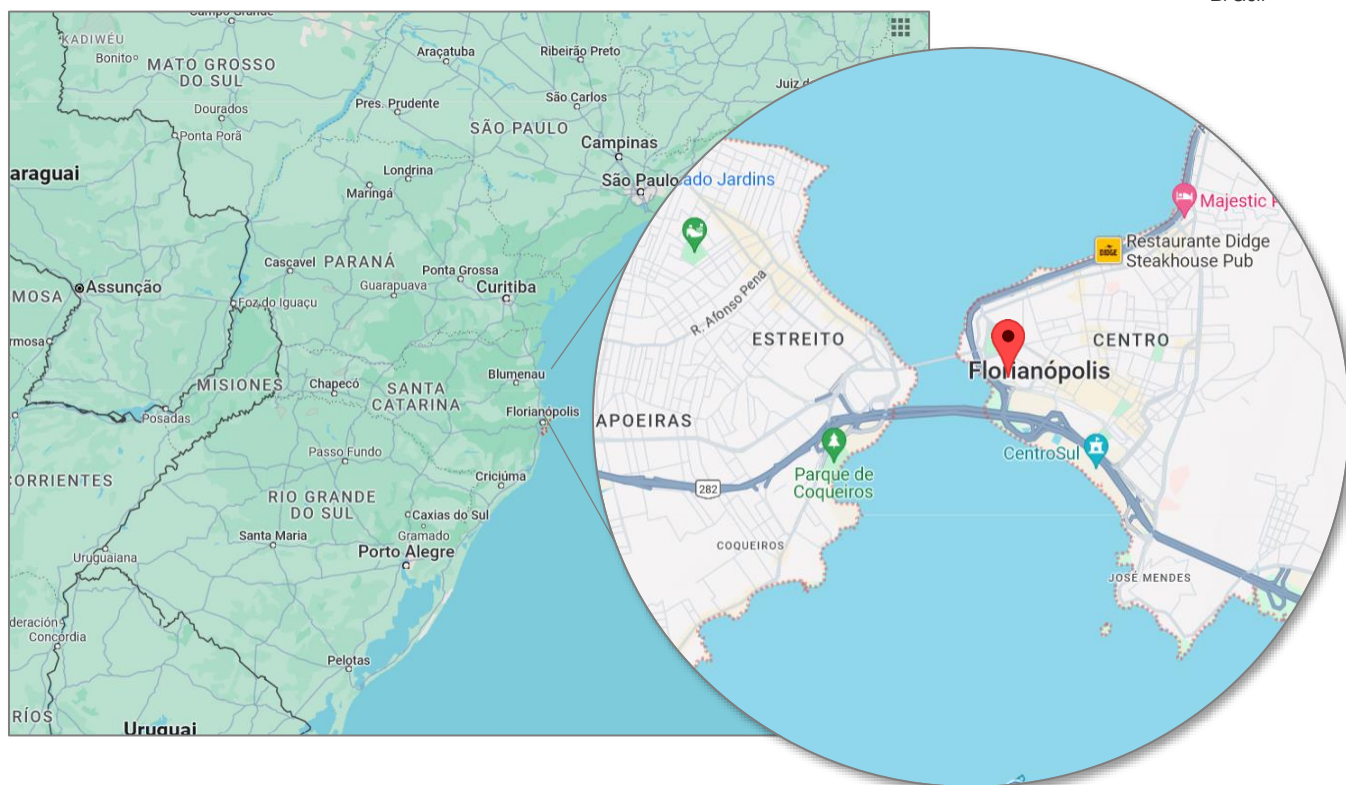 KADIWÉU
Bonito
MATO GROSSO
DO SUL
Dourados
Ponta Porã
Araçatuba
Ribeirão Preto
Pres. Prudente
São Carlos
SÃO PAULO
Campinas
Londrina
Maringá
São Paulo
araguai
Cascavel
PARANÁ
Ponta Grossa
Guarapuava
Curitiba
Assunção
Foz do Iguaçu
MISIONES
Posadas
Chapecó
SANTA
CATARINA
Blumenau
Florianópolis
Passo Fundo
Criciúma
CORRIENTES
RIO GRANDE
DO SUL
Caxias do Sul
Gramado
Santa Maria
Porto Alegre
Uruguaiana
Concordia
Pelotas
RÍOS
Uruguai
ado Jardins
Majestic
Restaurante Didge
Steakhouse Pub
DIDGE
R. Afonso Pena
ESTREITO
CENTRO
Florianópolis
APOEIRAS
CentroSul
Parque de
Coqueiros
282
COQUEIROS
JOSÉ MENDES